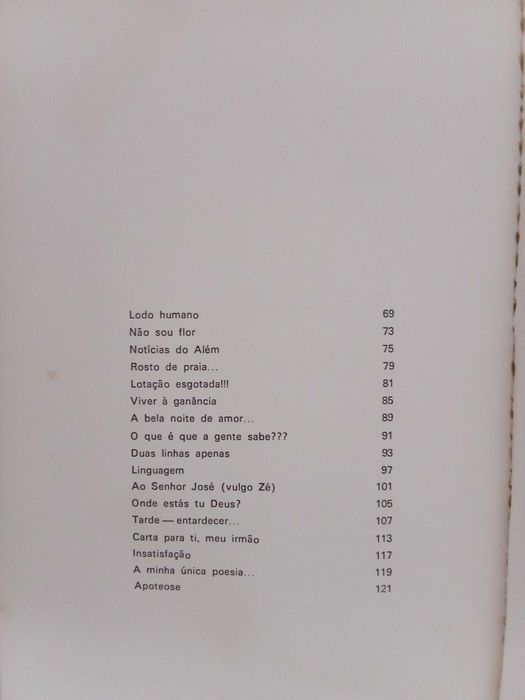 Lodo humano 69
Não sou flor 73
Notícias do Além 75
Rosto de praia... 79
Lotação esgotada!!! 81
Viver à ganância 85
A bela noite de amor... 89
O que é que a gente sabe??? 91
Duas linhas apenas 93
Linguagem 97
Ao Senhor José (vulgo Zé) 101
Onde estás tu Deus? 105
Tarde — entardecer... 107
Carta para ti, meu irmão 113
Insatisfação 117
A minha única poesia... 119
Apoteose 121